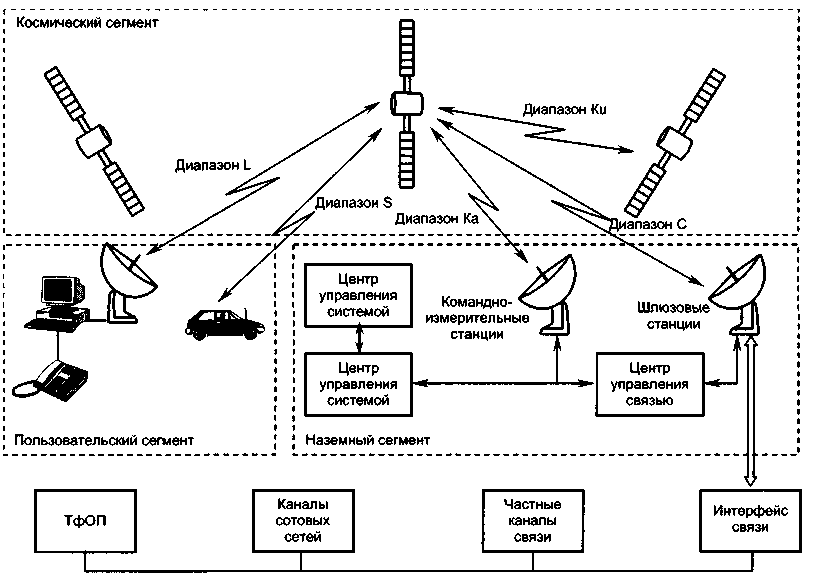 Космический сегмент
Диапазон Ku
Диапазон L
Диапазон S
Диапазон Ka
Диапазон C
Центр
управления
системой
Командно-
измерительные
станции
Шлюзовые
станции
Центр
управления
системой
Центр
управления
связью
Пользовательский сегмент
Наземный сегмент
ТфОП
Каналы
сотовых
сетей
Частные
каналы
связи
Интерфейс
связи